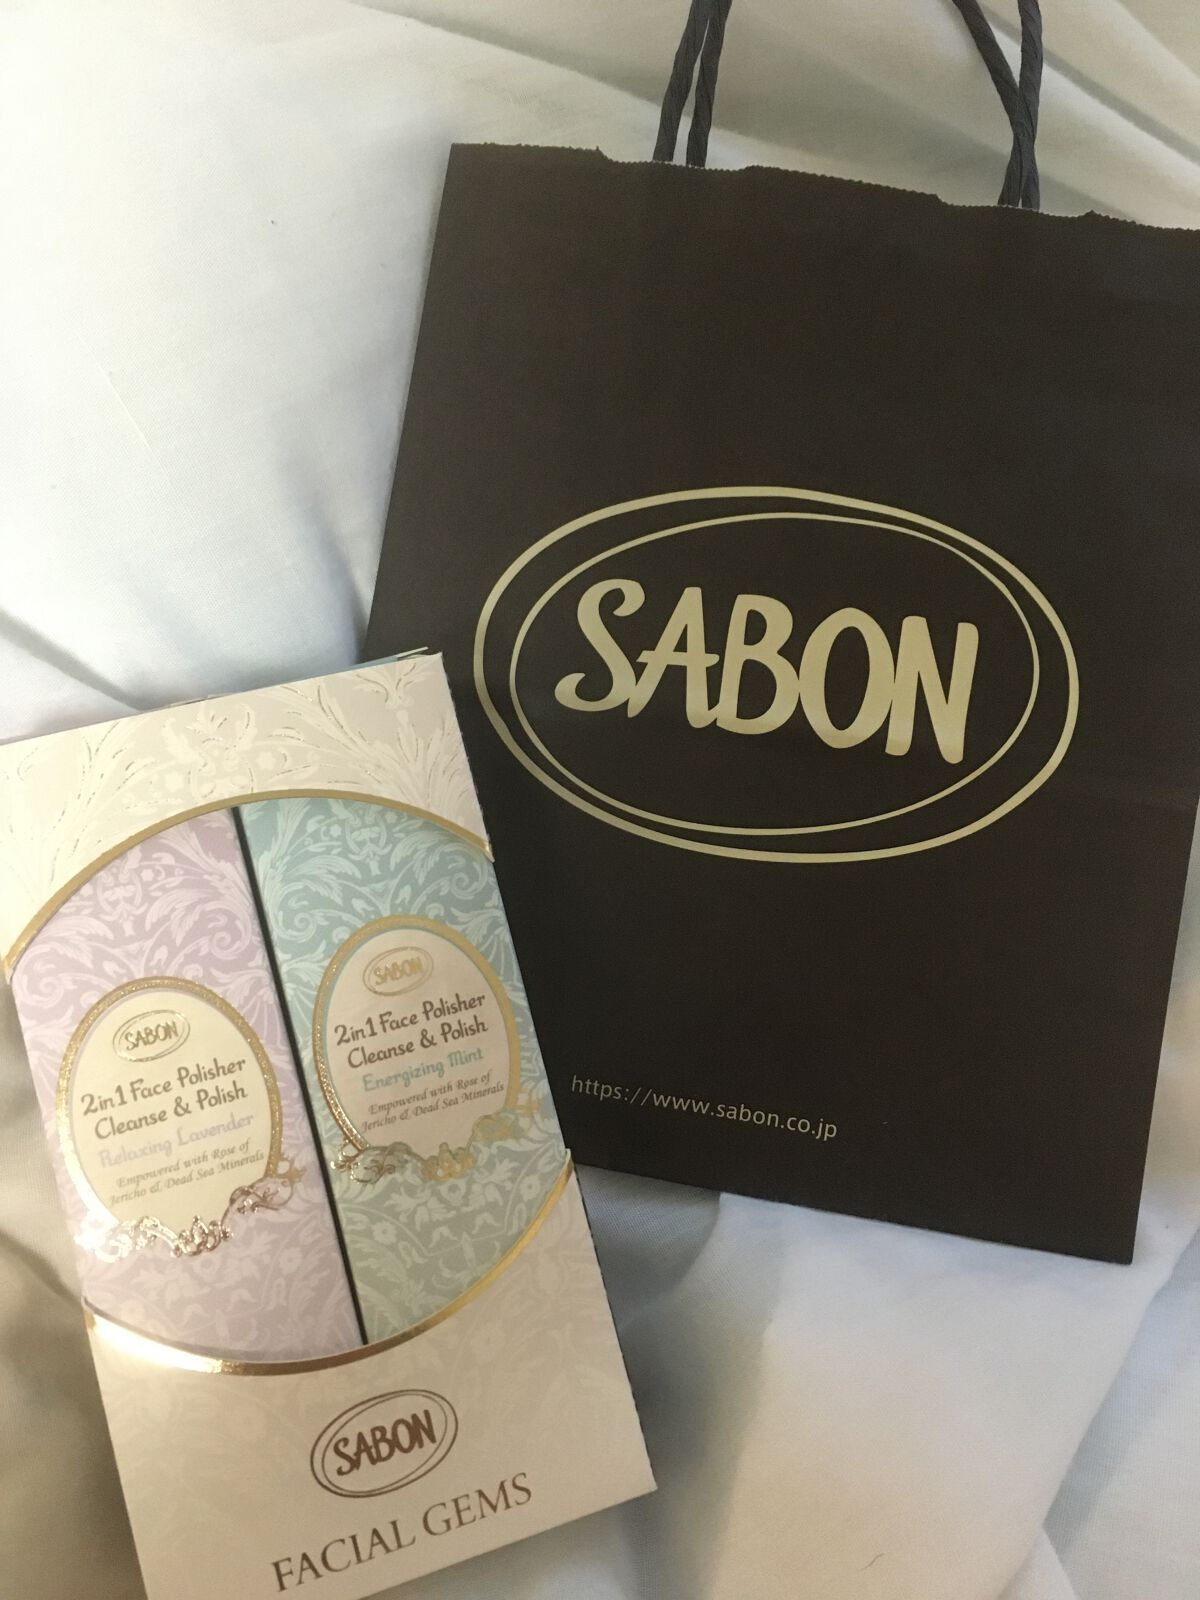 SABON
https://www.sabon.co.jp
SABON
2in1 Face Polisher
Cleanse & Polish
Relaxing Lavender
Empowered with Rose of
Jericho & Dead Sea Minerals
SABON
2in1 Face Polisher
Cleanse & Polish
Energizing Mint
Empowered with Rose of
Jericho & Dead Sea Minerals
SABON
FACIAL GEMS